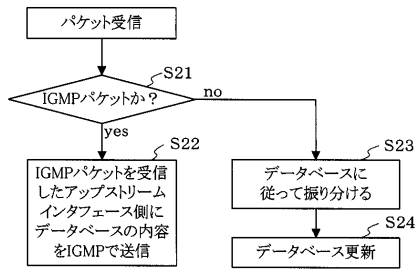 パケット受信
S21
IGMPパケットか?
no
yes
S22
IGMPパケットを受信
したアップストリーム
インタフェース側に
データベースの内容
をIGMPで送信
S23
データベースに
従って振り分ける
S24
データベース更新